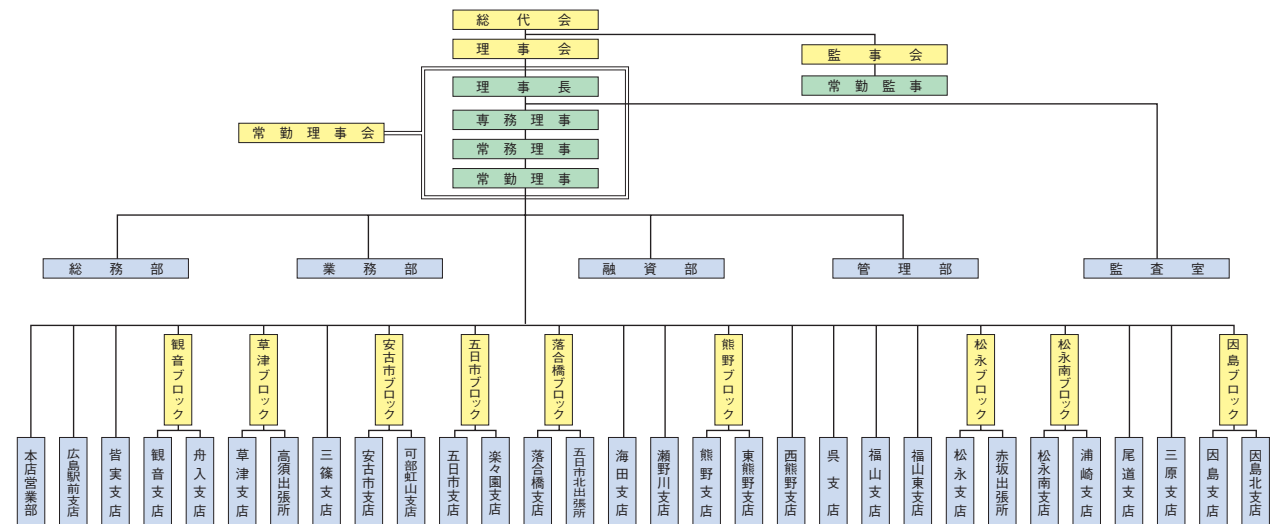 総代会
理事会
監事会
理事長
常勤監事
専務理事
常勤理事会
常務理事
常勤理事
総務部
業務部
融資部
管理部
監査室
観音ブロック
草津ブロック
安古市ブロック
五日市ブロック
落合橋ブロック
熊野ブロック
松永ブロック
松永南ブロック
因島ブロック
本店営業部
広島駅前支店
皆実支店
観音支店
舟入支店
草津支店
高須出張所
三篠支店
安古市支店
可部虹山支店
五日市支店
楽々園支店
落合橋支店
五日市北出張所
海田支店
瀬野川支店
熊野支店
東熊野支店
西熊野支店
呉支店
福山支店
福山東支店
松永支店
赤坂出張所
松永南支店
浦崎支店
尾道支店
三原支店
因島支店
因島北支店